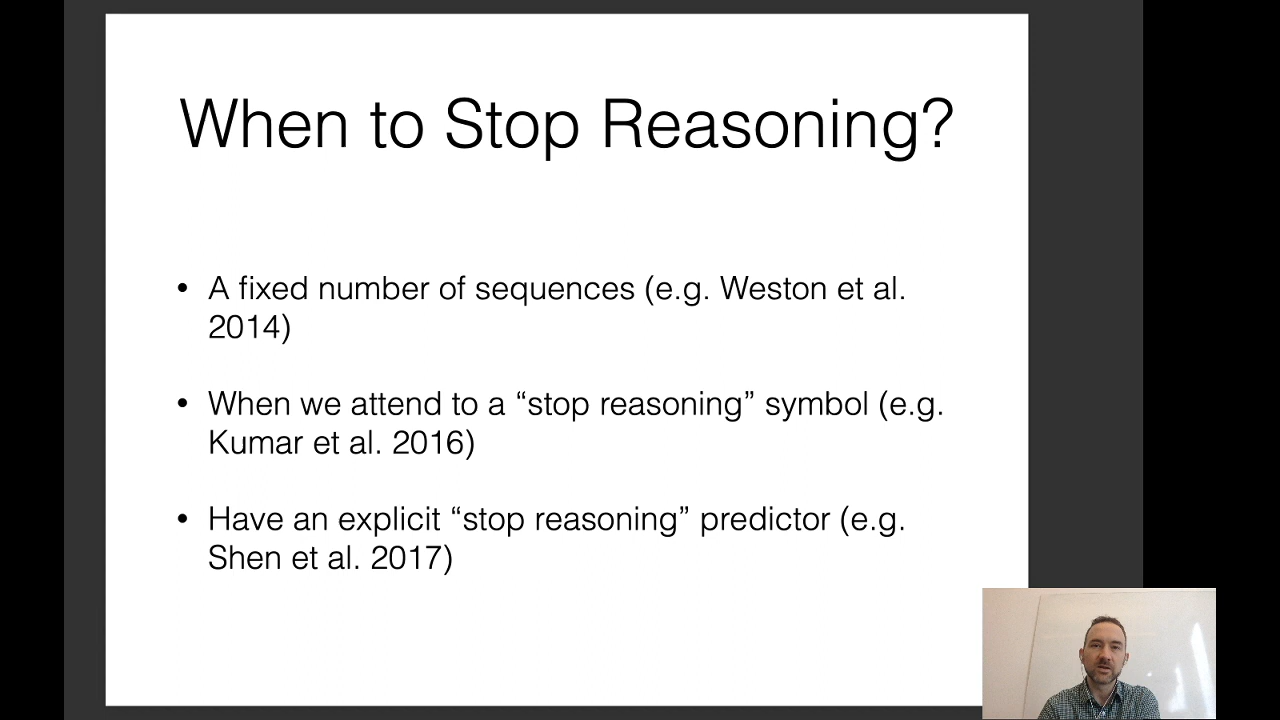 When to Stop Reasoning?
• A fixed number of sequences (e.g. Weston et al.
2014)
• When we attend to a “stop reasoning” symbol (e.g.
Kumar et al. 2016)
• Have an explicit “stop reasoning” predictor (e.g.
Shen et al. 2017)